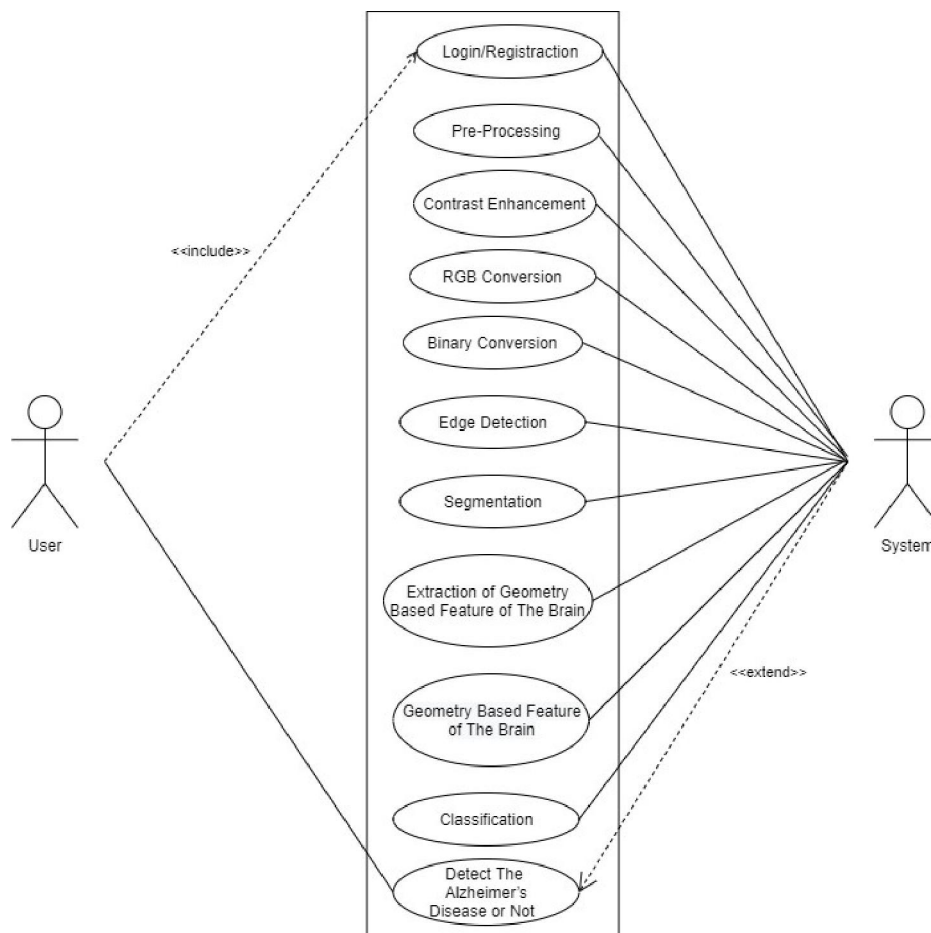 Login/Registraction
Pre-Processing
Contrast Enhancement
<<include>>
RGB Conversion
Binary Conversion
Edge Detection
Segmentation
User
System
Extraction of Geometry
Based Feature of The Brain
<<extend>>
Geometry Based Feature
of The Brain
Classification
Detect The
Alzheimer's
Disease or Not